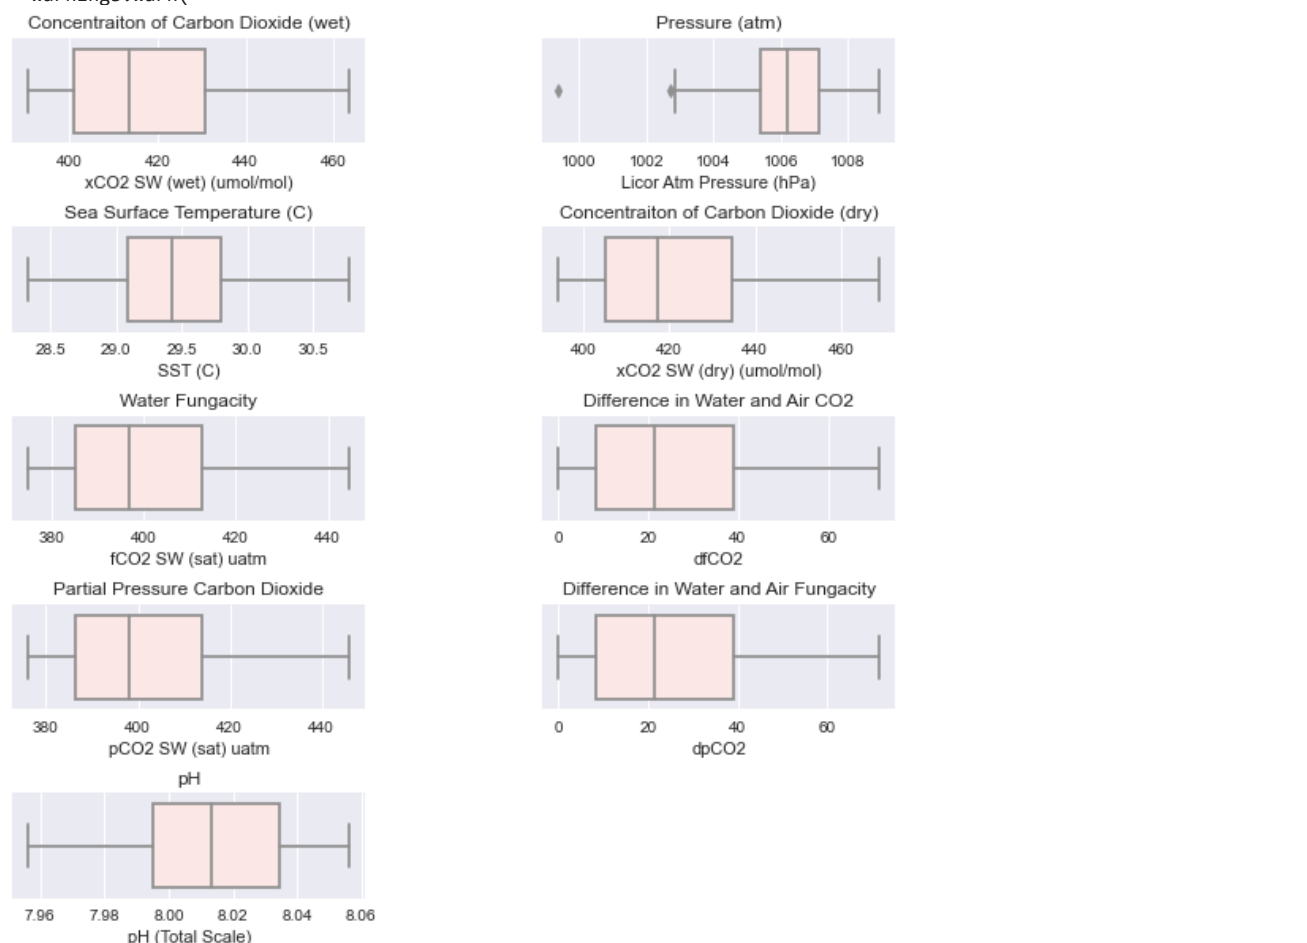 Concentraiton of Carbon Dioxide (wet)
400 420 440 460
xCO2 SW (wet) (umol/mol)
Pressure (atm)
1000 1002 1004 1006 1008
Licor Atm Pressure (hPa)
Sea Surface Temperature (C)
28.5 29.0 29.5 30.0 30.5
SST (C)
Concentraiton of Carbon Dioxide (dry)
400 420 440 460
xCO2 SW (dry) (umol/mol)
Water Fungacity
380 400 420 440
fCO2 SW (sat) uatm
Difference in Water and Air CO2
0 20 40 60
dfCO2
Partial Pressure Carbon Dioxide
380 400 420 440
pCO2 SW (sat) uatm
Difference in Water and Air Fungacity
0 20 40 60
dpCO2
pH
7.96 7.98 8.00 8.02 8.04 8.06
pH (Total Scale)